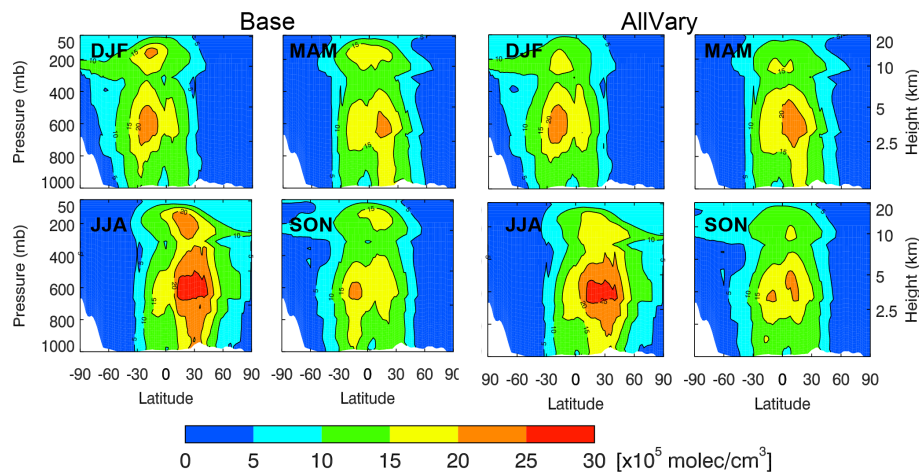 Base AllVary
DJF MAM DJF MAM
Pressure (mb)
50
200
400
600
800
1000
20
10
5
2.5
Height (km)
JJA SON JJA SON
Pressure (mb)
50
200
400
600
800
1000
20
10
5
2.5
Height (km)
-90 -60 -30 0 30 60 90 -90 -60 -30 0 30 60 90 -90 -60 -30 0 30 60 90 -90 -60 -30 0 30 60 90
Latitude Latitude Latitude Latitude
0 5 10 15 20 25 30 [x10⁵ molec/cm³]